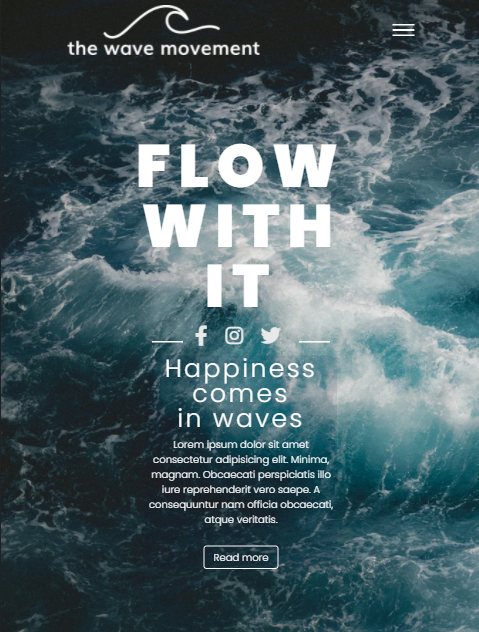 the wave movement
FLOW
WITH
IT
Happiness
comes
in waves
Lorem ipsum dolor sit amet
consectetur adipisicing elit. Minima,
magnam. Obcaecati perspiciatis illo
iure reprehenderit vero saepe. A
consequuntur nam officia obcaecati,
atque veritatis.
Read more